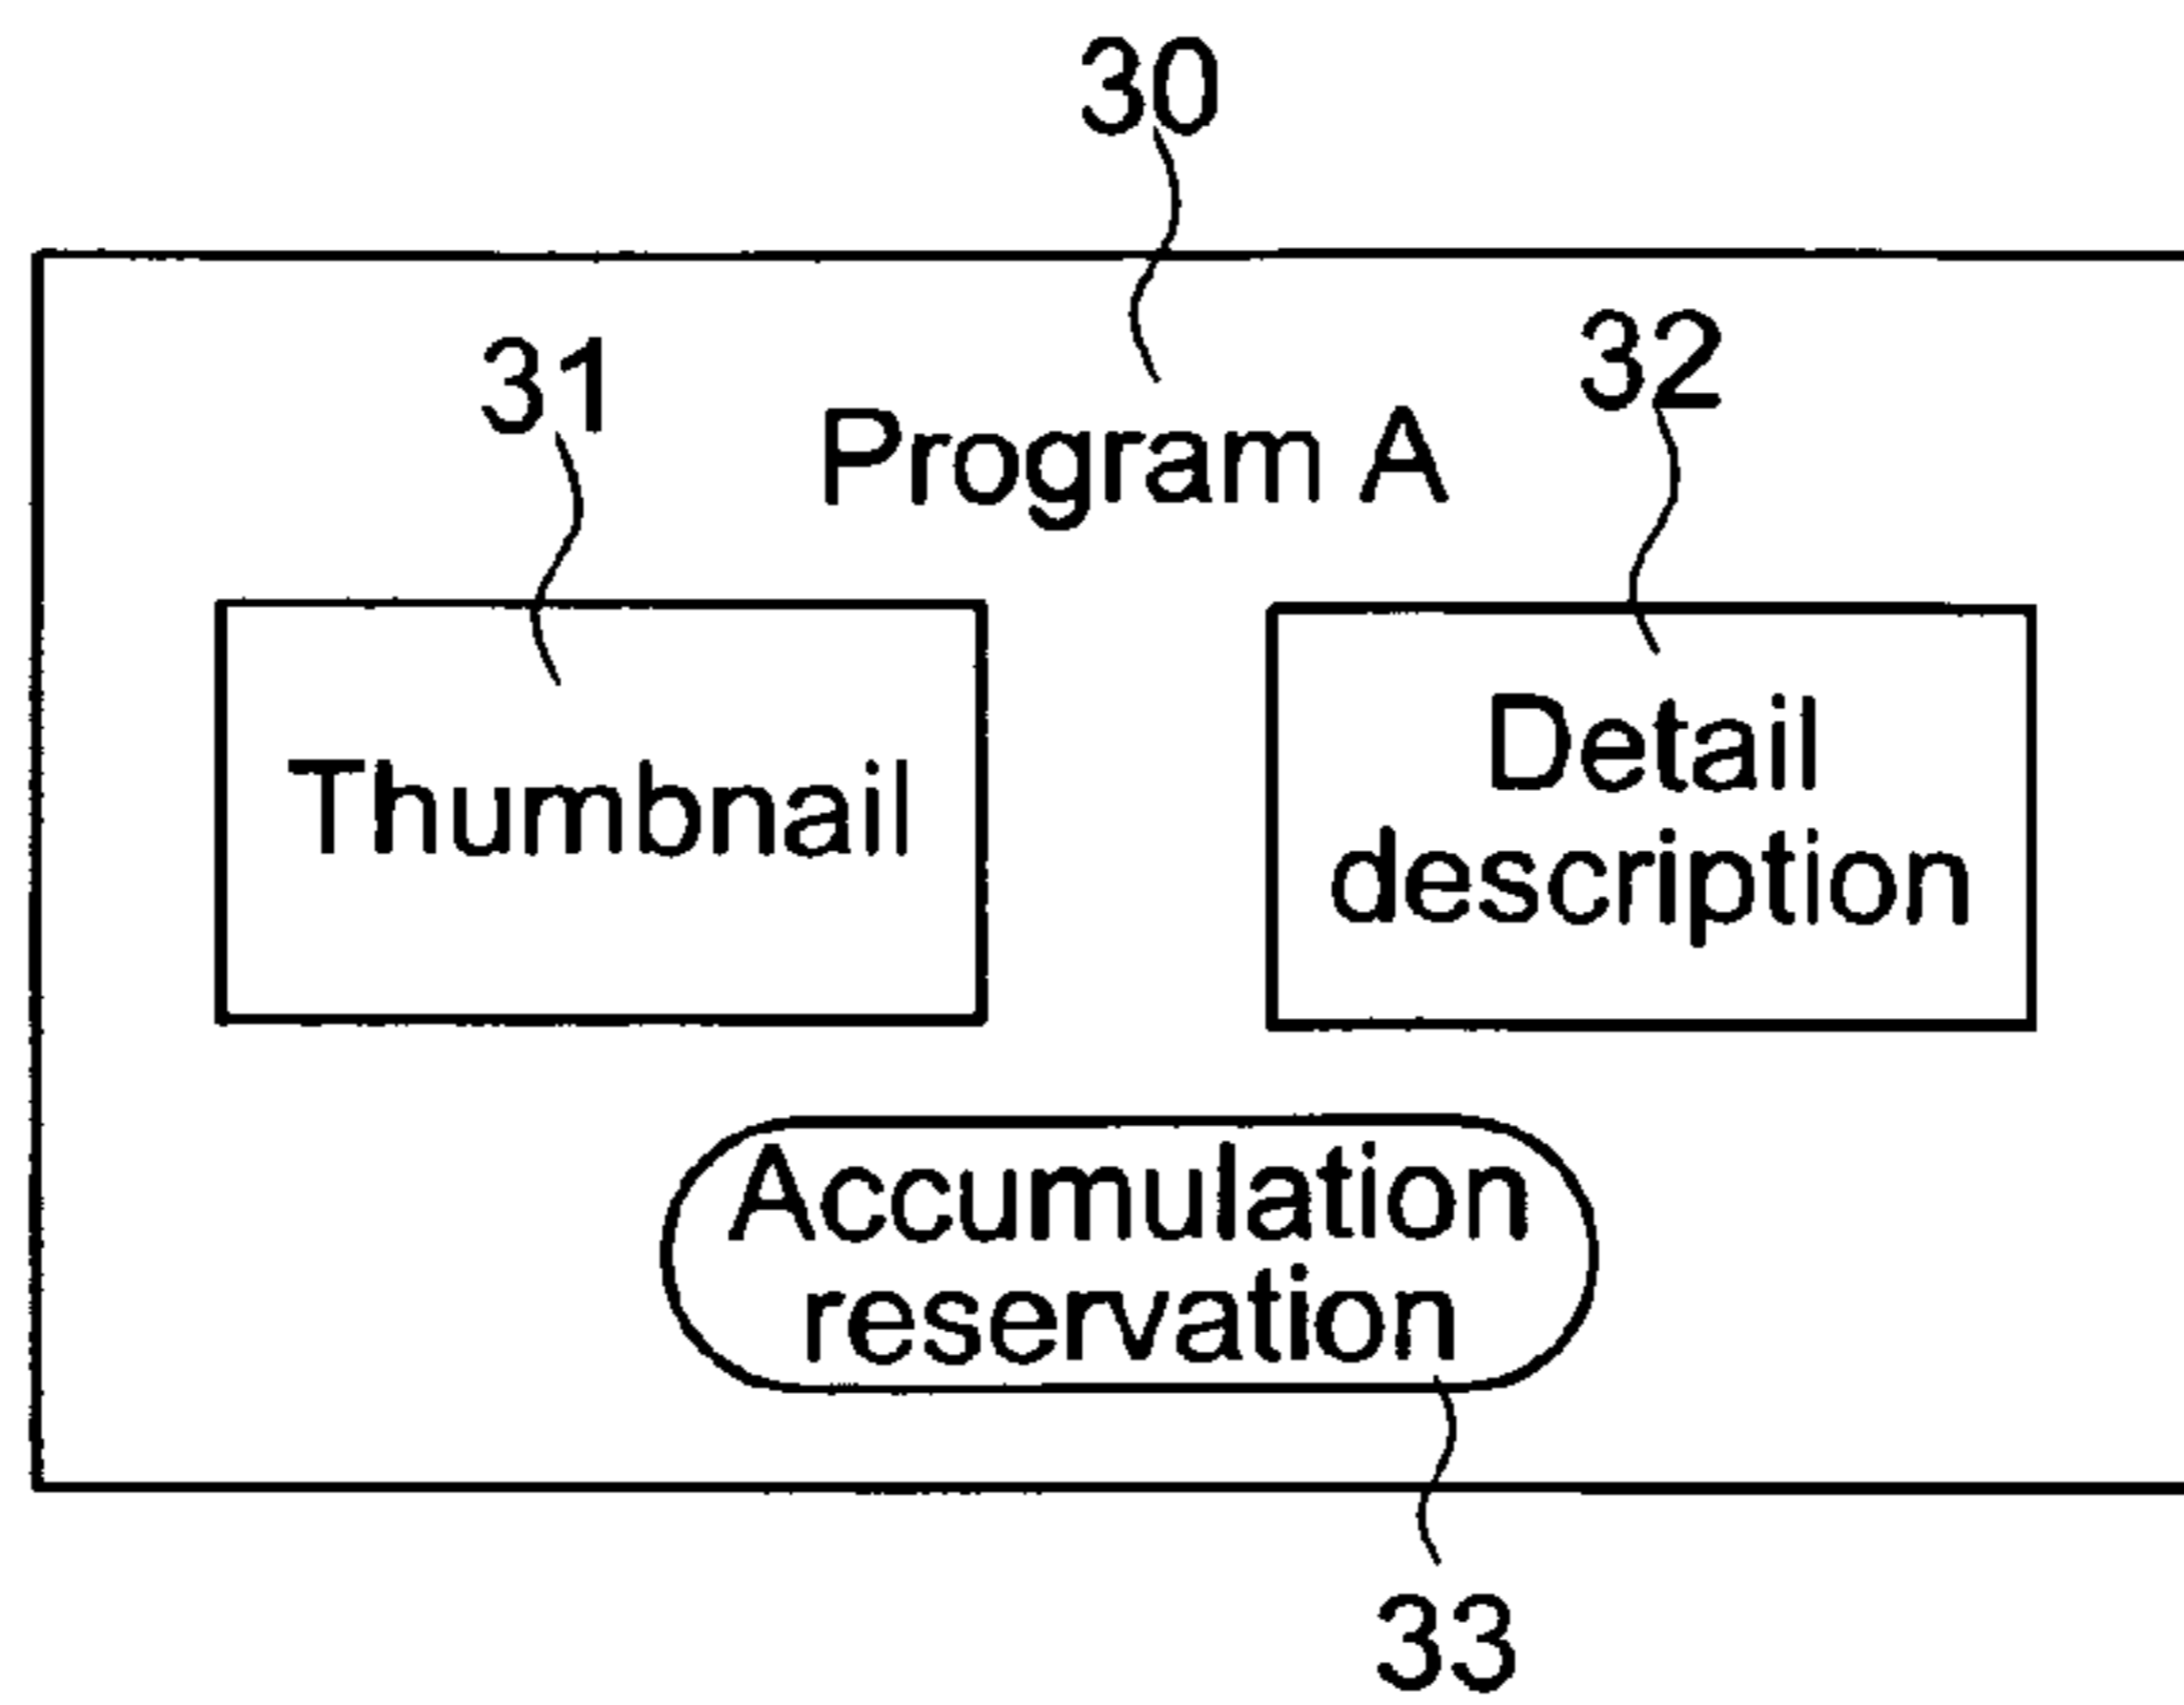 30
31
32
Program A
Thumbnail
Detail
description
Accumulation
reservation
33